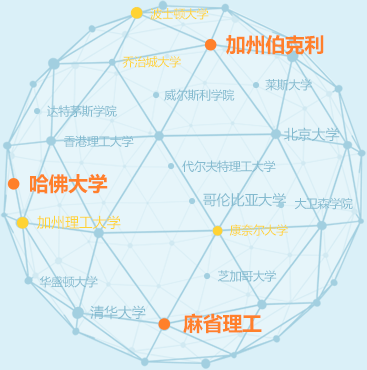 波士顿大学
加州伯克利
乔治城大学
莱斯大学
威尔斯利学院
达特茅斯学院
香港理工大学
北京大学
代尔夫特理工大学
哈佛大学
哥伦比亚大学
大卫森学院
加州理工大学
康奈尔大学
华盛顿大学
芝加哥大学
清华大学
麻省理工